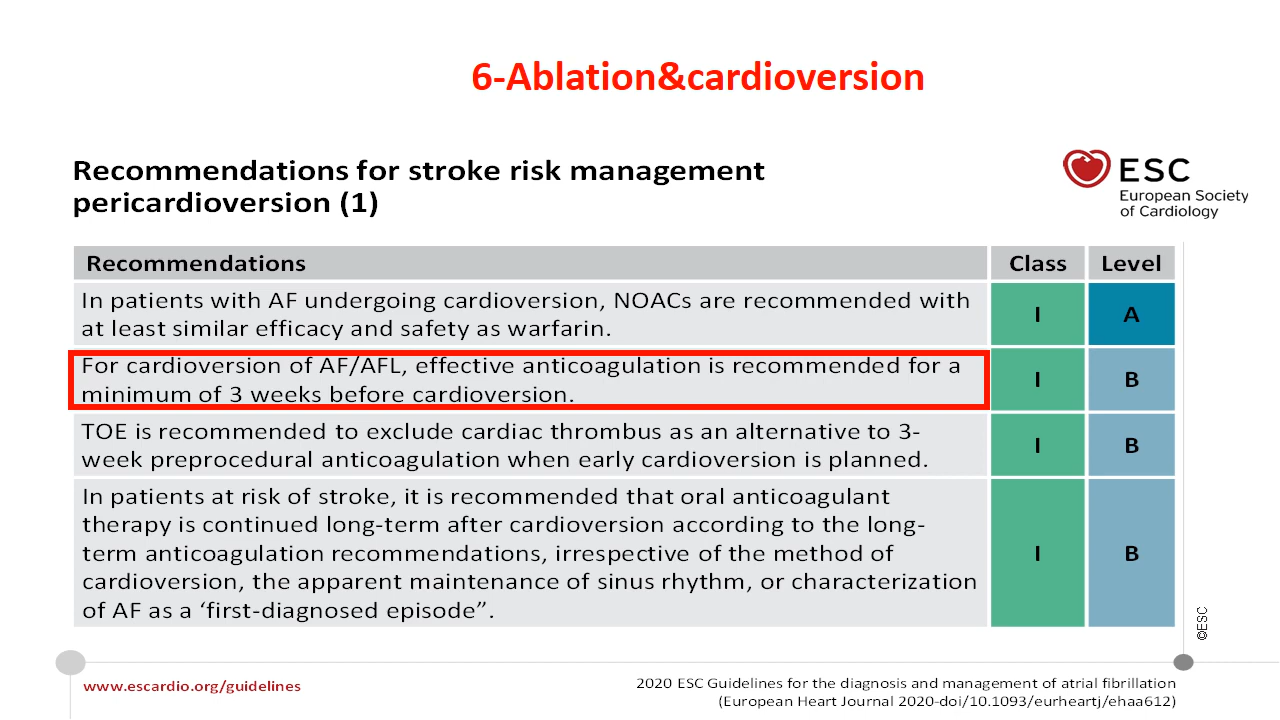 6-Ablation&cardioversion
Recommendations for stroke risk management
pericardioversion (1)
ESC
European Society
of Cardiology
Recommendations Class Level
In patients with AF undergoing cardioversion, NOACs are recommended with
at least similar efficacy and safety as warfarin.
I A
For cardioversion of AF/AFL, effective anticoagulation is recommended for a
minimum of 3 weeks before cardioversion.
I B
TOE is recommended to exclude cardiac thrombus as an alternative to 3-
week preprocedural anticoagulation when early cardioversion is planned.
I B
In patients at risk of stroke, it is recommended that oral anticoagulant
therapy is continued long-term after cardioversion according to the long-
term anticoagulation recommendations, irrespective of the method of
cardioversion, the apparent maintenance of sinus rhythm, or characterization
of AF as a ‘first-diagnosed episode”.
I B
©ESC
www.escardio.org/guidelines
2020 ESC Guidelines for the diagnosis and management of atrial fibrillation
(European Heart Journal 2020-doi/10.1093/eurheartj/ehaa612)